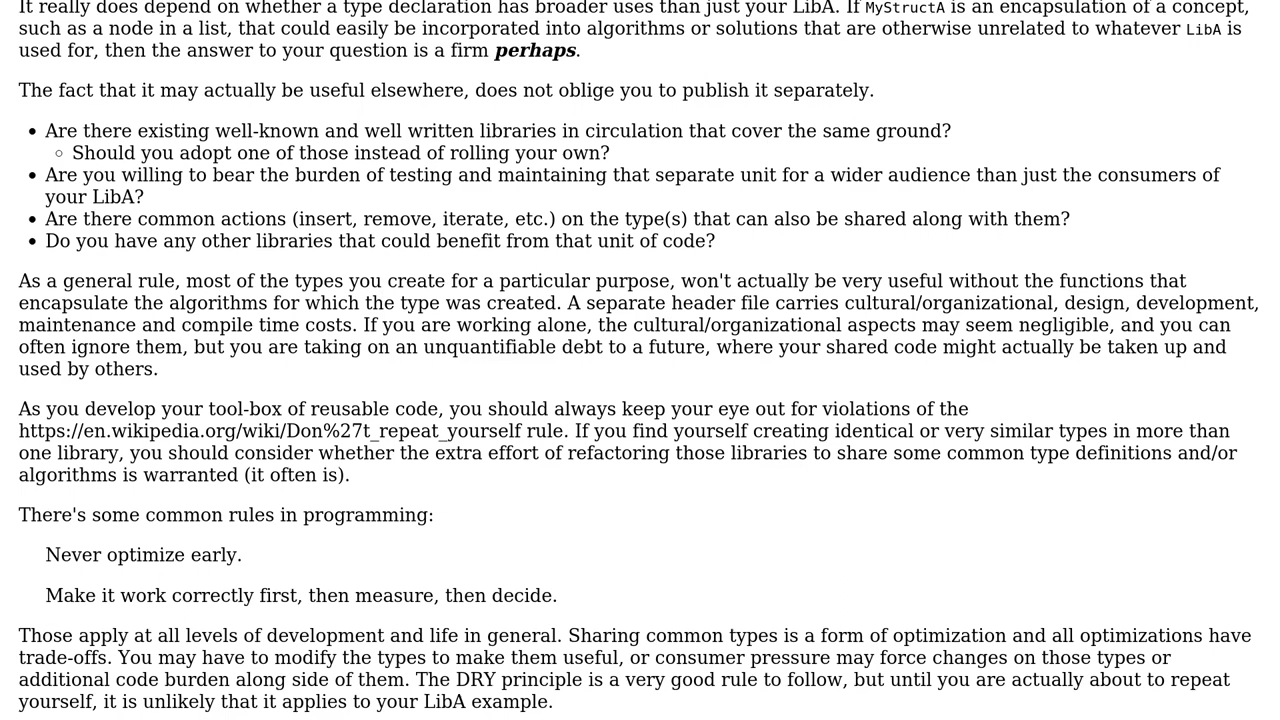 It really does depend on whether a type declaration has broader uses than just your LibA. If MyStructA is an encapsulation of a concept,
such as a node in a list, that could easily be incorporated into algorithms or solutions that are otherwise unrelated to whatever LibA is
used for, then the answer to your question is a firm perhaps.
The fact that it may actually be useful elsewhere, does not oblige you to publish it separately.
• Are there existing well-known and well written libraries in circulation that cover the same ground?
◦ Should you adopt one of those instead of rolling your own?
• Are you willing to bear the burden of testing and maintaining that separate unit for a wider audience than just the consumers of
your LibA?
• Are there common actions (insert, remove, iterate, etc.) on the type(s) that can also be shared along with them?
• Do you have any other libraries that could benefit from that unit of code?
As a general rule, most of the types you create for a particular purpose, won't actually be very useful without the functions that
encapsulate the algorithms for which the type was created. A separate header file carries cultural/organizational, design, development,
maintenance and compile time costs. If you are working alone, the cultural/organizational aspects may seem negligible, and you can
often ignore them, but you are taking on an unquantifiable debt to a future, where your shared code might actually be taken up and
used by others.
As you develop your tool-box of reusable code, you should always keep your eye out for violations of the
https://en.wikipedia.org/wiki/Don%27t_repeat_yourself rule. If you find yourself creating identical or very similar types in more than
one library, you should consider whether the extra effort of refactoring those libraries to share some common type definitions and/or
algorithms is warranted (it often is).
There's some common rules in programming:
Never optimize early.
Make it work correctly first, then measure, then decide.
Those apply at all levels of development and life in general. Sharing common types is a form of optimization and all optimizations have
trade-offs. You may have to modify the types to make them useful, or consumer pressure may force changes on those types or
additional code burden along side of them. The DRY principle is a very good rule to follow, but until you are actually about to repeat
yourself, it is unlikely that it applies to your LibA example.